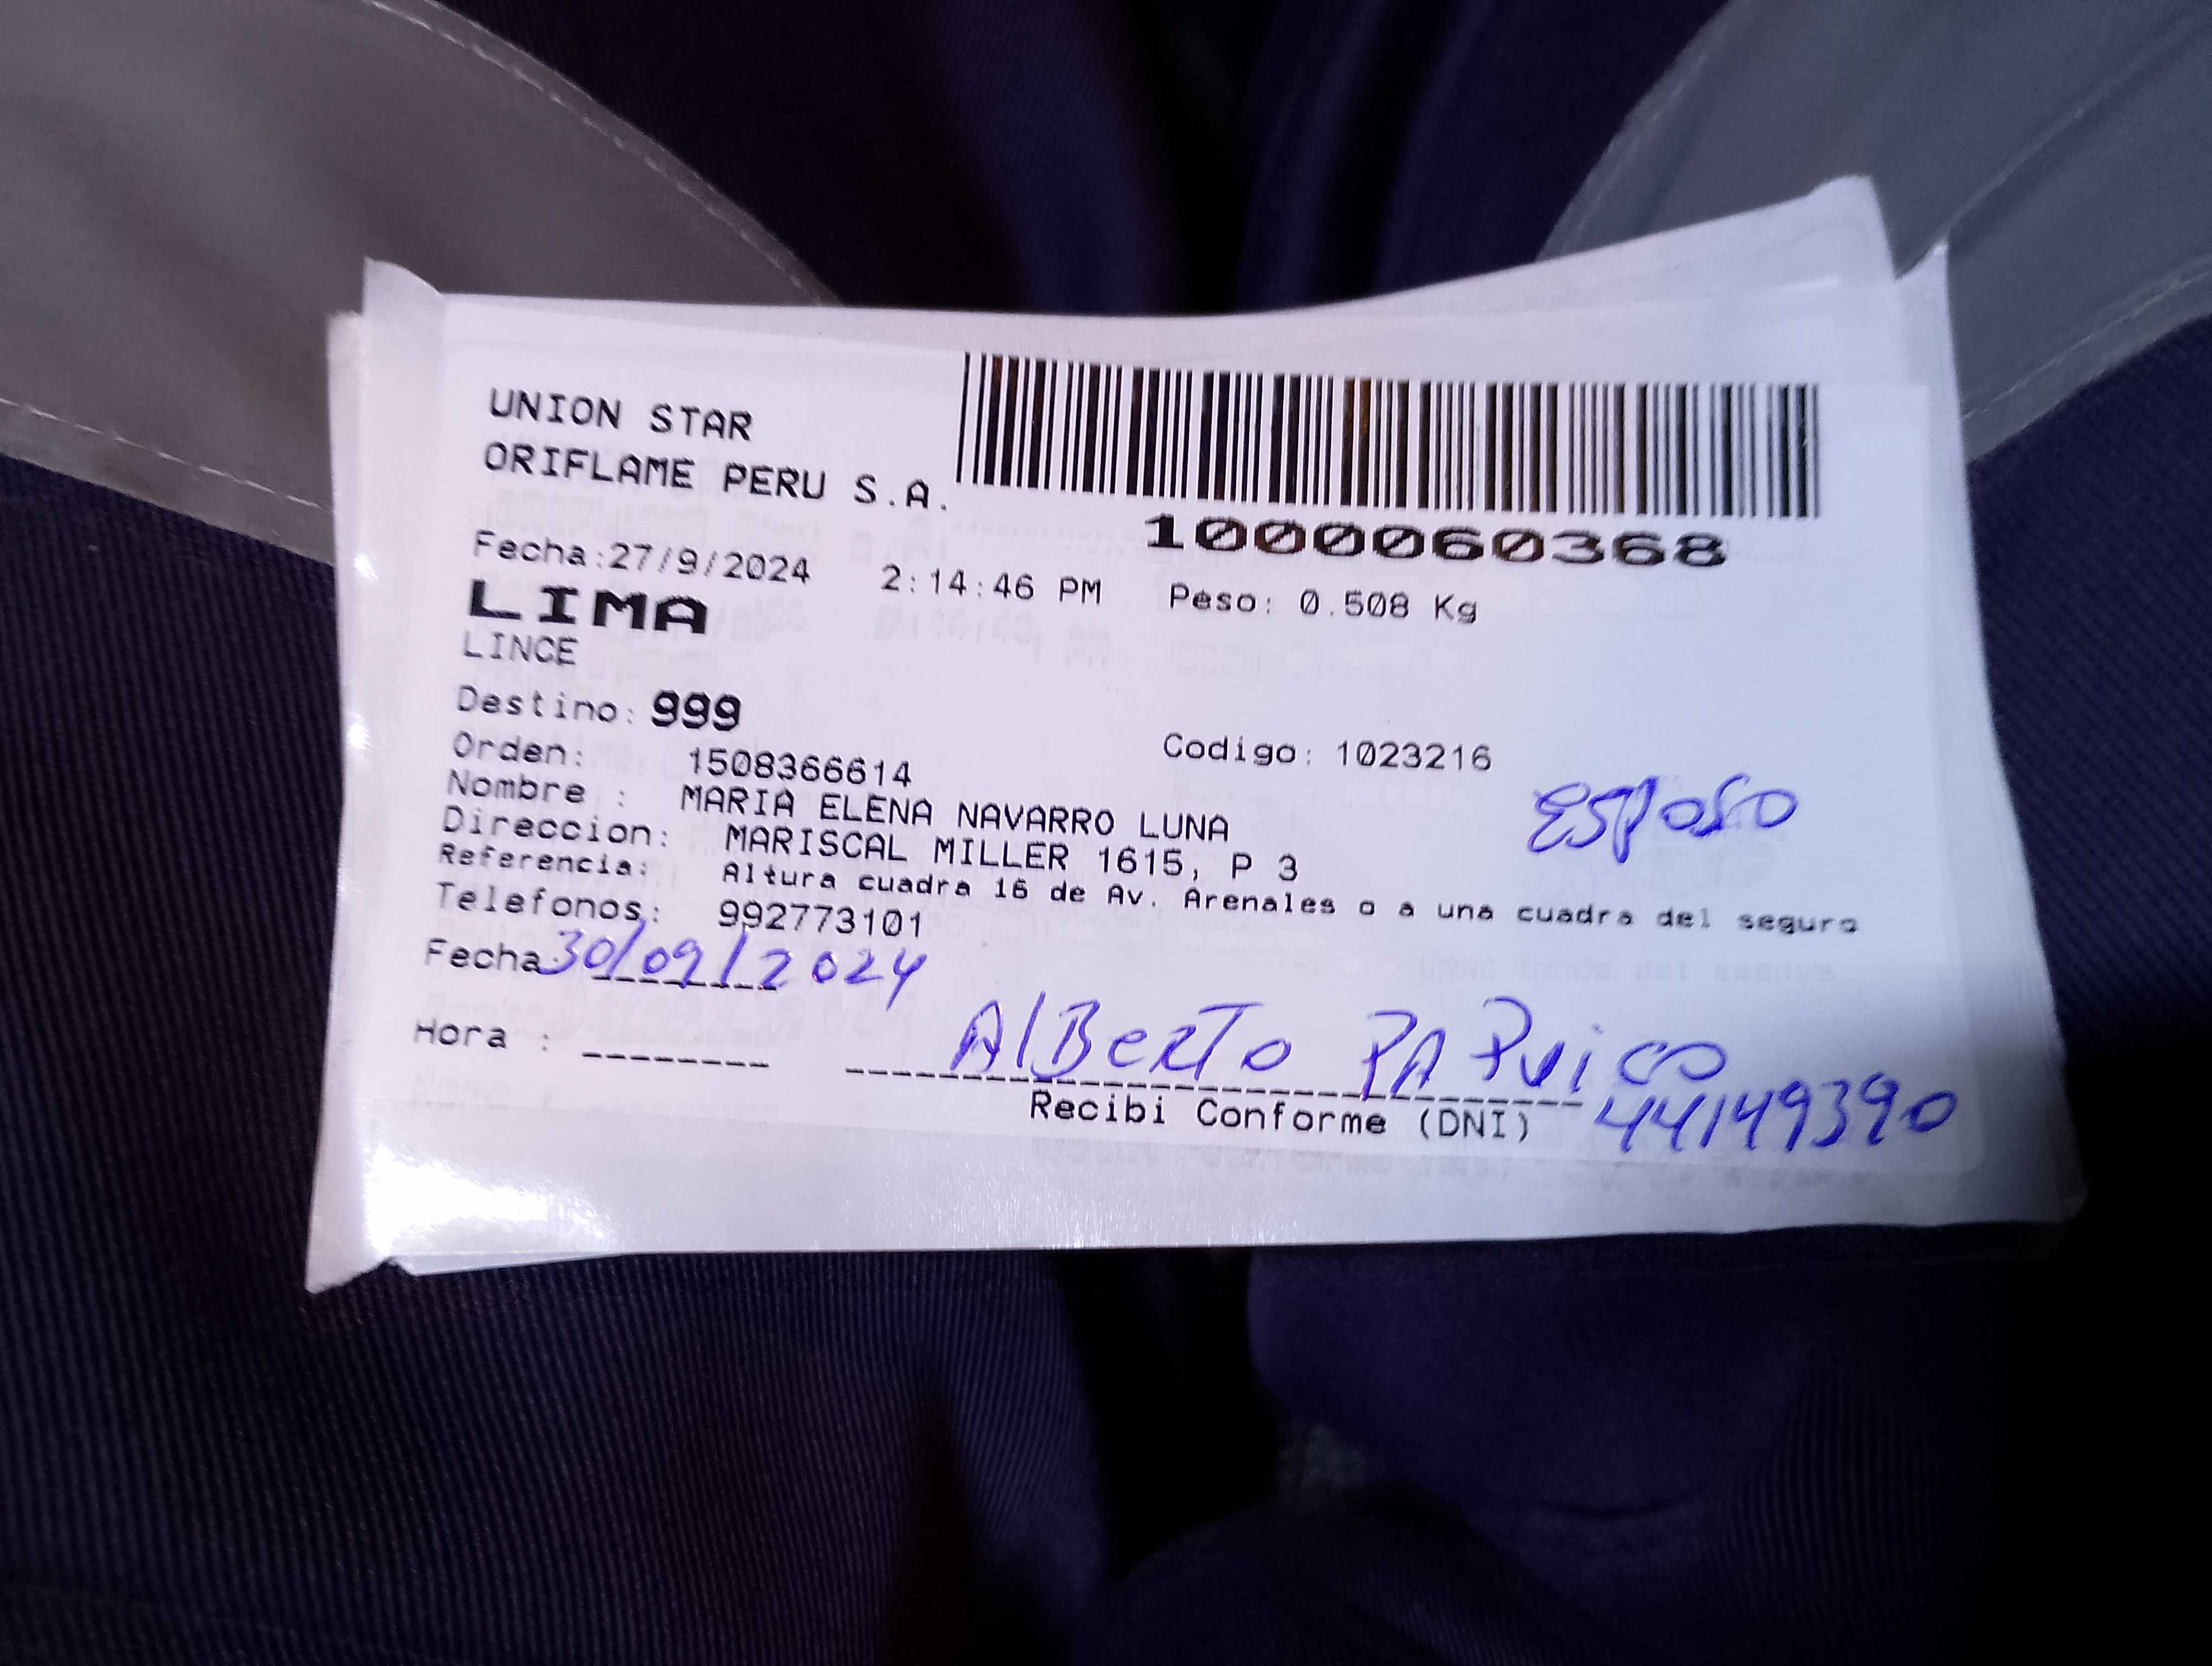 UNION STAR
ORIFLAME PERU S.A.
1000060368
Fecha:27/9/2024 2:14:46 PM Peso: 0.508 Kg
LIMA
LINCE
Destino: 999
Orden: 1508366614 Codigo: 1023216
Nombre : MARIA ELENA NAVARRO LUNA
Esposo
Direccion: MARISCAL MILLER 1615, P 3
Referencia: Altura cuadra 16 de Av. Arenales o a una cuadra del seguro
Telefonos: 992773101
Fecha 30/09/2024
Hora :
AlBerTo PA Puico
Recibi Conforme (DNI) 44149390